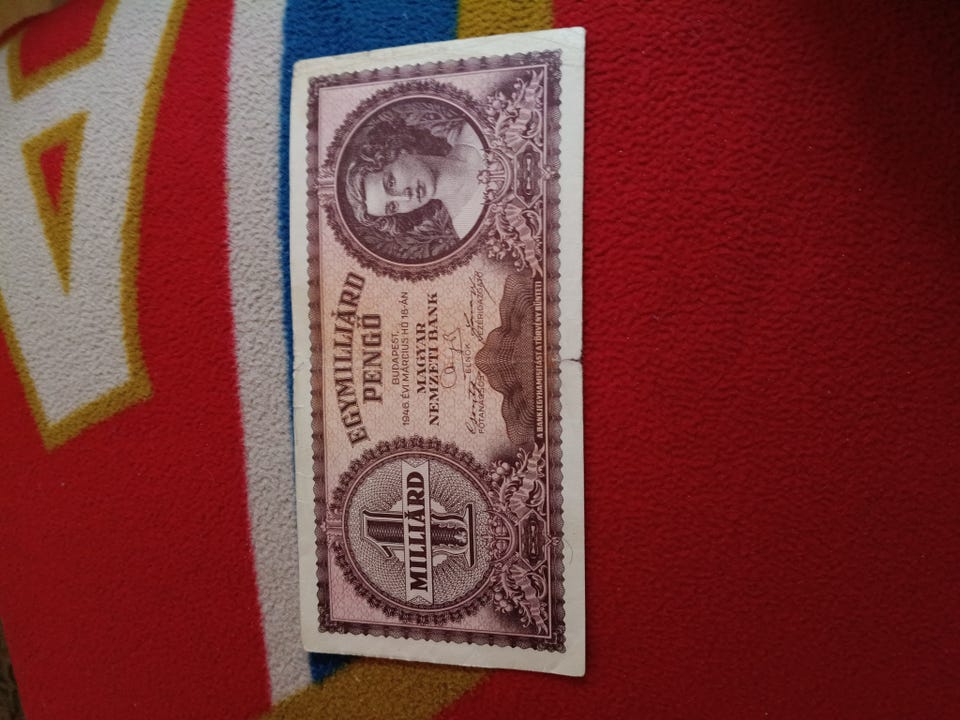 EGYMILLIÁRD
PENGŐ
BUDAPEST,
1946. ÉVI MÁRCIUS HÓ 18-ÁN
MAGYAR
NEMZETI BANK
ELNÖK
FŐTANÁCSOS VEZÉRIGAZGATÓ
1
MILLIÁRD
A BANKJEGYHAMISÍTÁST A TÖRVÉNY BÜNTETI
A